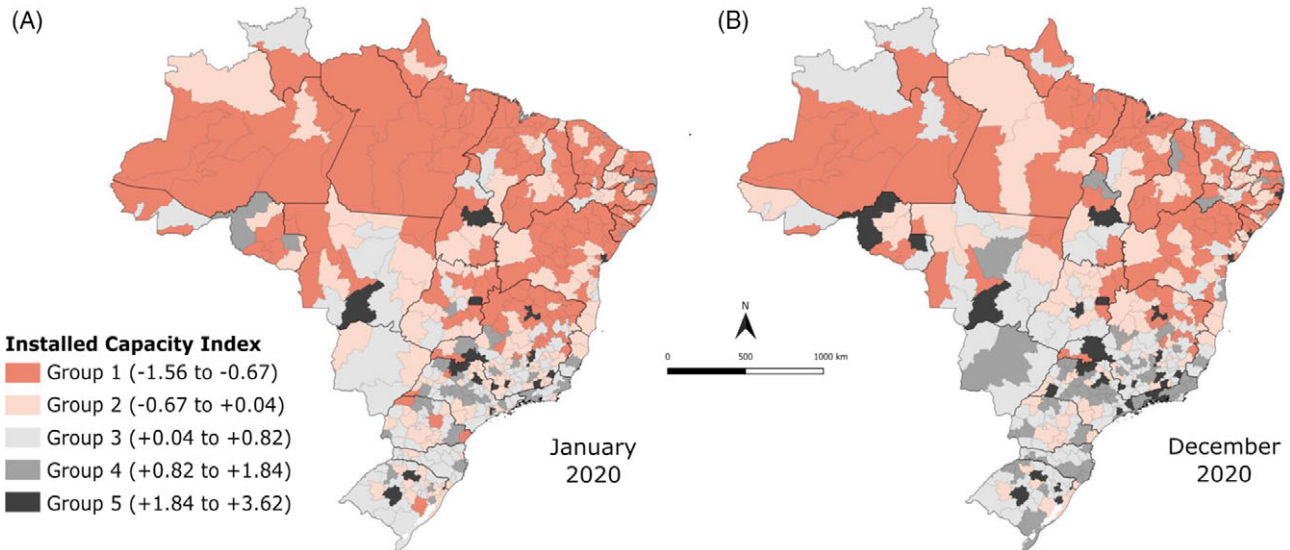 (A)
(B)
Installed Capacity Index
Group 1 (-1.56 to -0.67)
Group 2 (-0.67 to +0.04)
Group 3 (+0.04 to +0.82)
Group 4 (+0.82 to +1.84)
Group 5 (+1.84 to +3.62)
January
2020
N
0 500 1000 km
December
2020